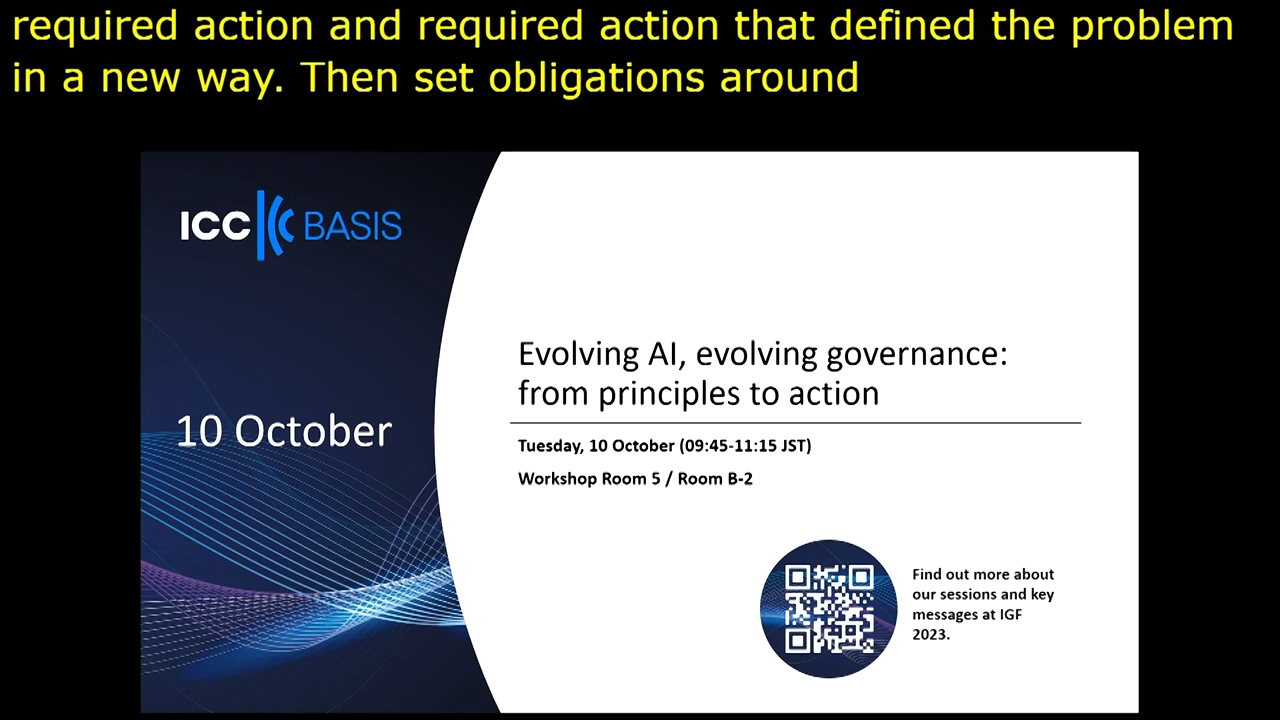 required action and required action that defined the problem
in a new way. Then set obligations around
ICC BASIS
10 October
Evolving AI, evolving governance:
from principles to action
Tuesday, 10 October (09:45-11:15 JST)
Workshop Room 5 / Room B-2
Find out more about
our sessions and key
messages at IGF
2023.